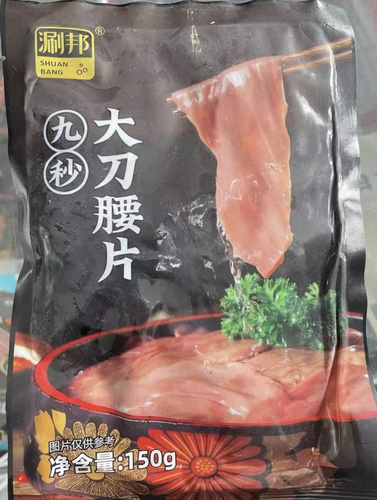 涮邦®
SHUAN
BANG
九秒
大刀腰片
图片仅供参考
净含量:150g